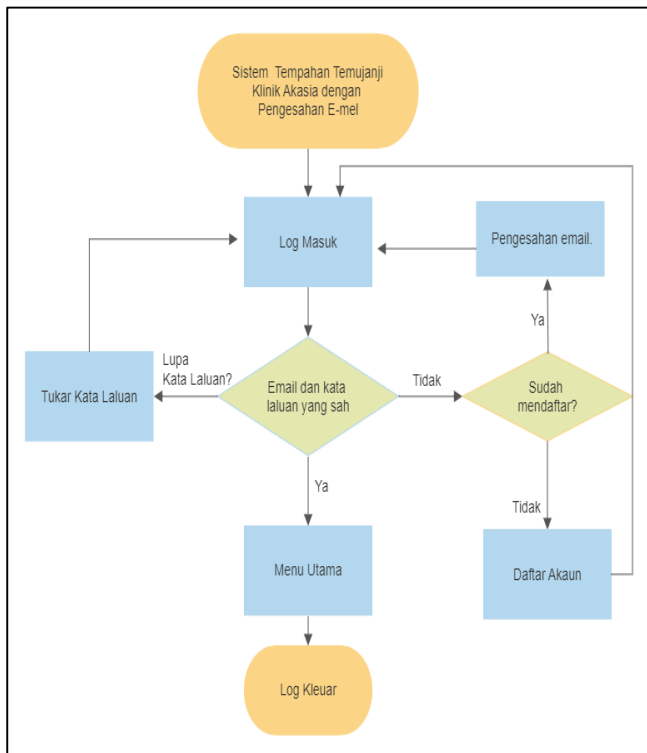 Sistem Tempahan Temujanji
Klinik Akasia dengan
Pengesahan E-mel
Log Masuk
Pengesahan email.
Ya
Lupa
Kata Laluan?
Tukar Kata Laluan
Email dan kata
laluan yang sah
Tidak
Sudah
mendaftar?
Ya
Tidak
Menu Utama
Daftar Akaun
Log Kleuar